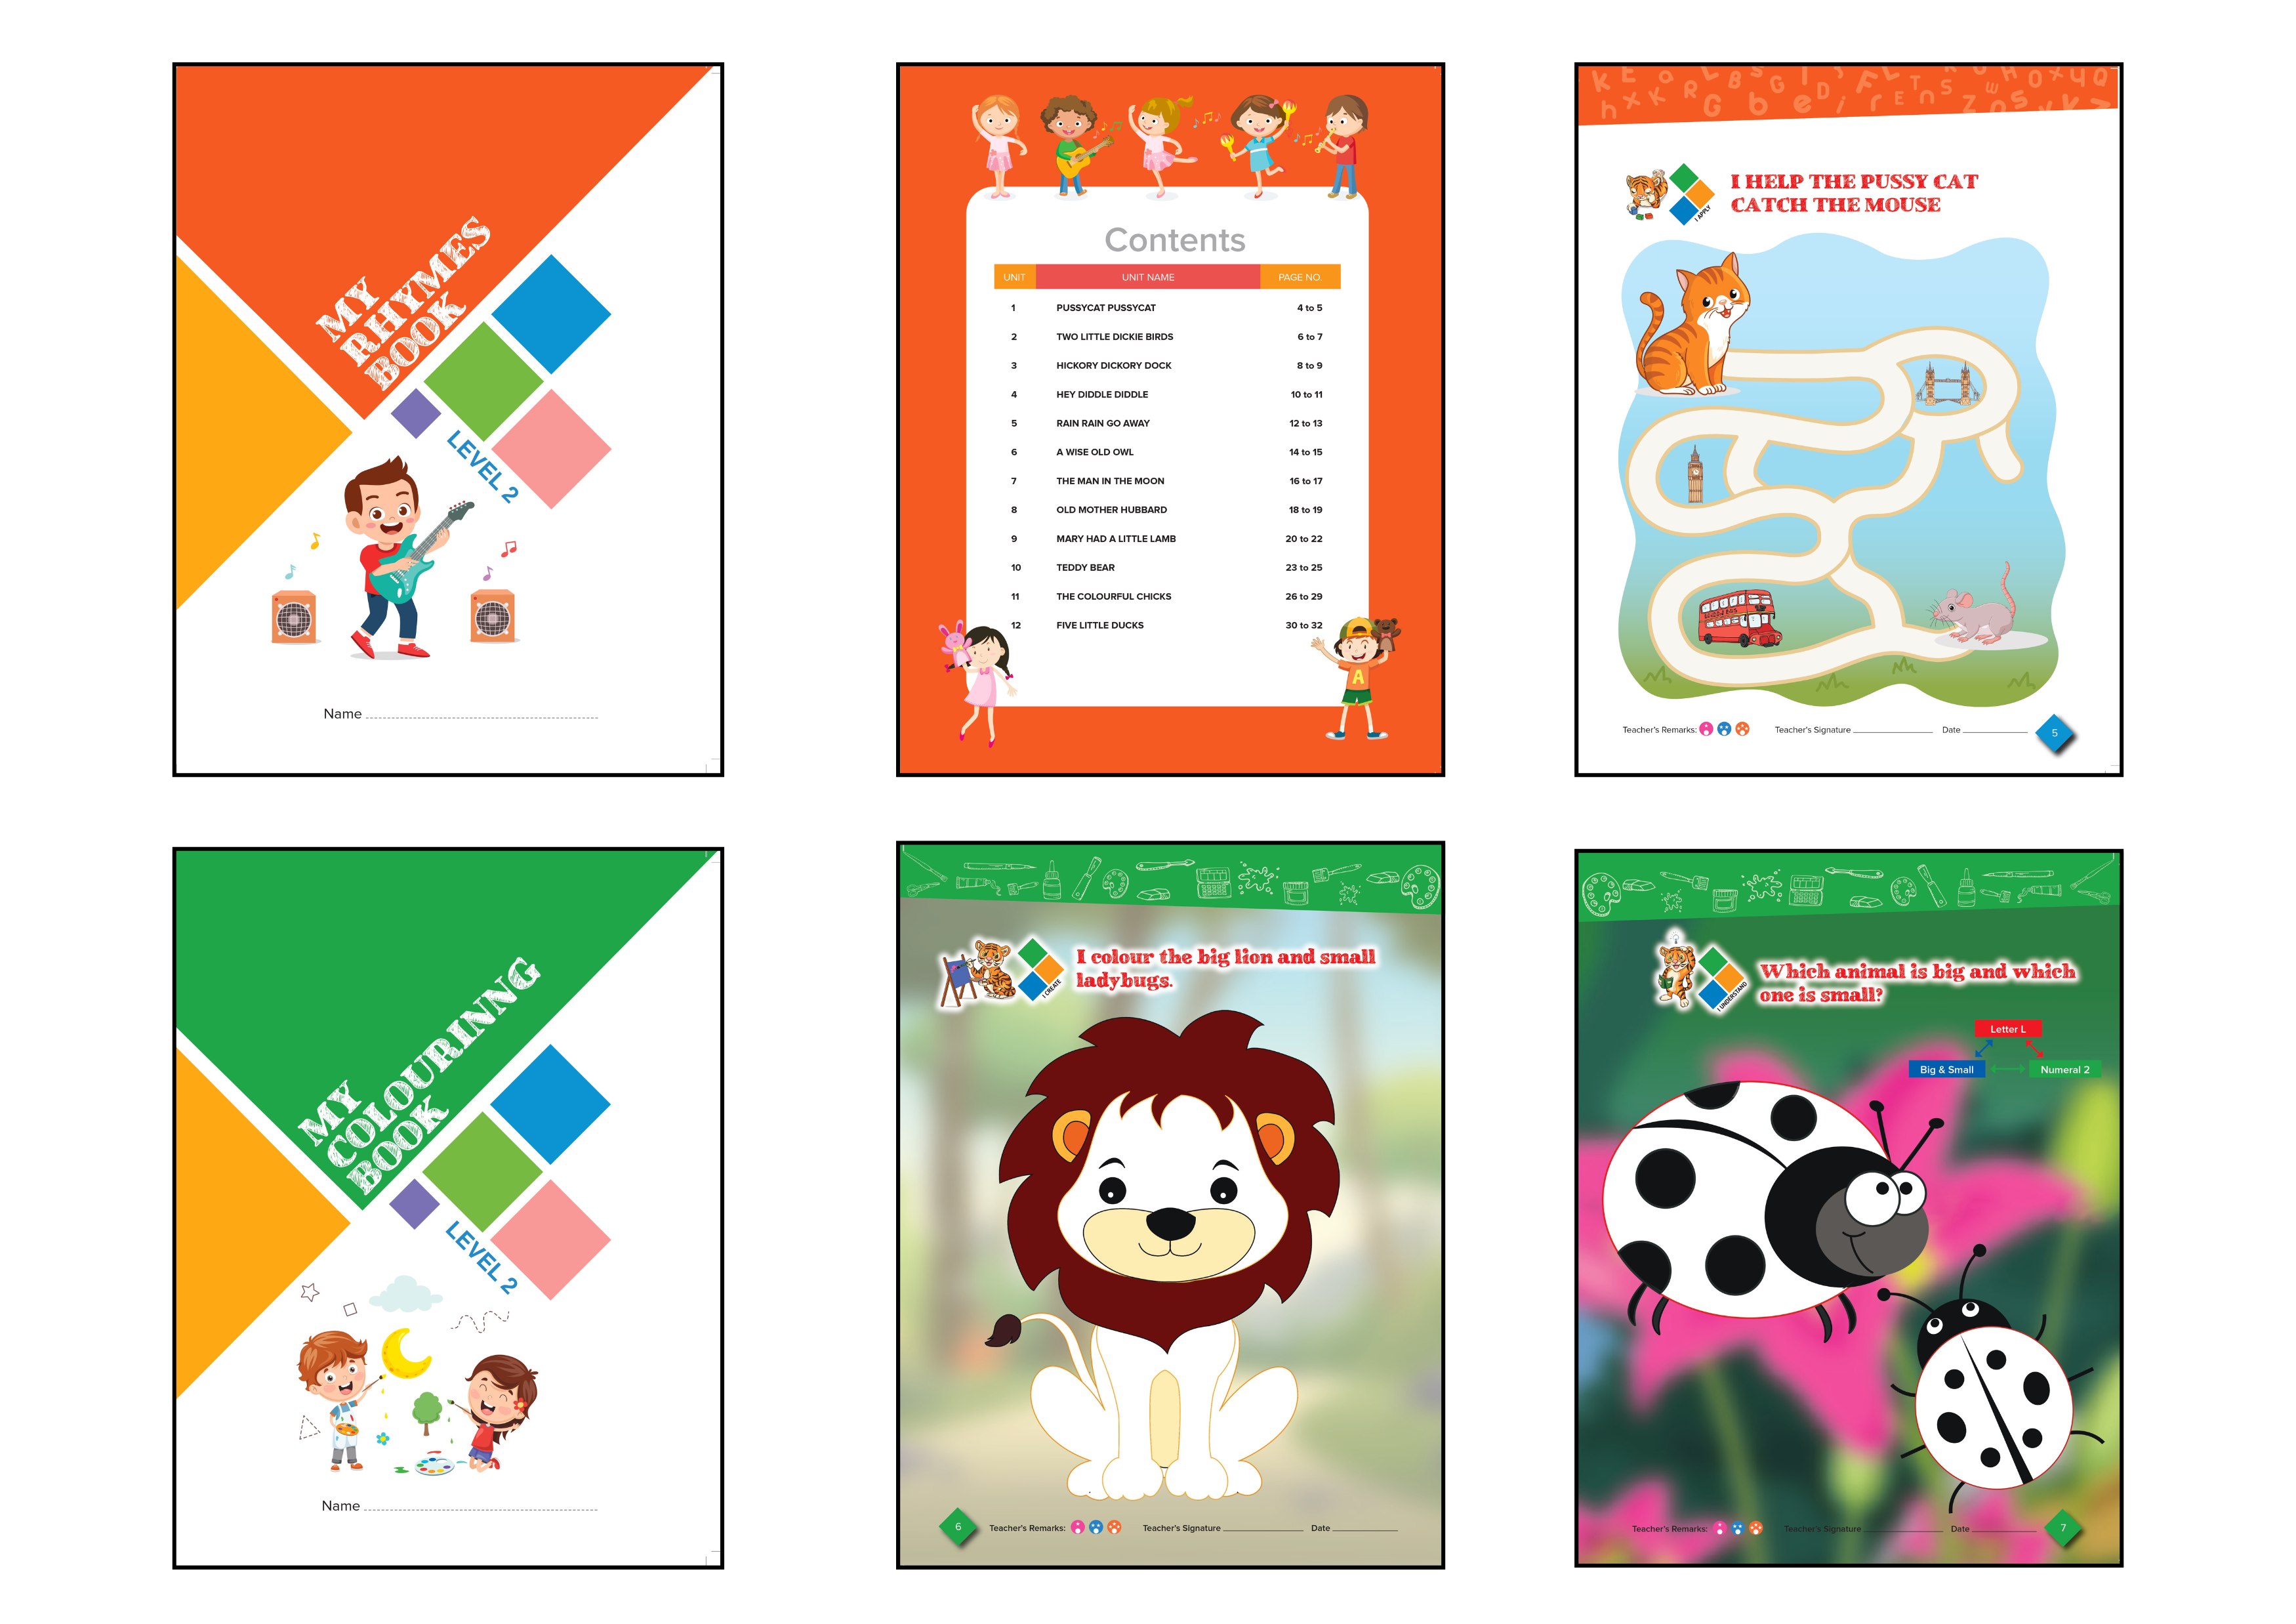 MY
RHYMES
BOOK
LEVEL 2
Name
Contents
UNIT UNIT NAME PAGE NO.
1 PUSSYCAT PUSSYCAT 4 to 5
2 TWO LITTLE DICKIE BIRDS 6 to 7
3 HICKORY DICKORY DOCK 8 to 9
4 HEY DIDDLE DIDDLE 10 to 11
5 RAIN RAIN GO AWAY 12 to 13
6 A WISE OLD OWL 14 to 15
7 THE MAN IN THE MOON 16 to 17
8 OLD MOTHER HUBBARD 18 to 19
9 MARY HAD A LITTLE LAMB 20 to 22
10 TEDDY BEAR 23 to 25
11 THE COLOURFUL CHICKS 26 to 29
12 FIVE LITTLE DUCKS 30 to 32
A
I APPLY
I HELP THE PUSSY CAT
CATCH THE MOUSE
Teacher's Remarks: Teacher's Signature Date 5
MY
COLOURINNG
BOOK
LEVEL 2
Name
I CREATE
I colour the big lion and small
ladybugs.
6 Teacher's Remarks: Teacher's Signature Date
I UNDERSTAND
Which animal is big and which
one is small?
Letter L
Big & Small Numeral 2
Teacher's Remarks: Teacher's Signature Date 7